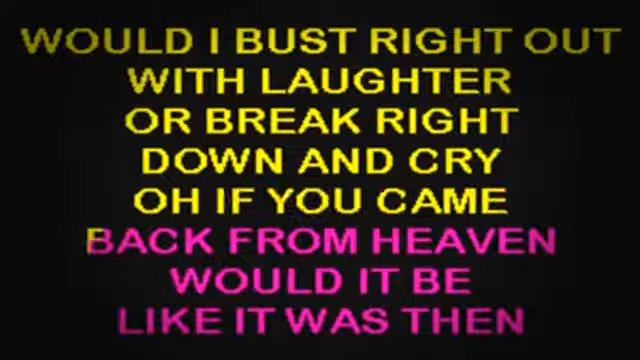 WOULD I BUST RIGHT OUT
WITH LAUGHTER
OR BREAK RIGHT
DOWN AND CRY
OH IF YOU CAME
BACK FROM HEAVEN
WOULD IT BE
LIKE IT WAS THEN